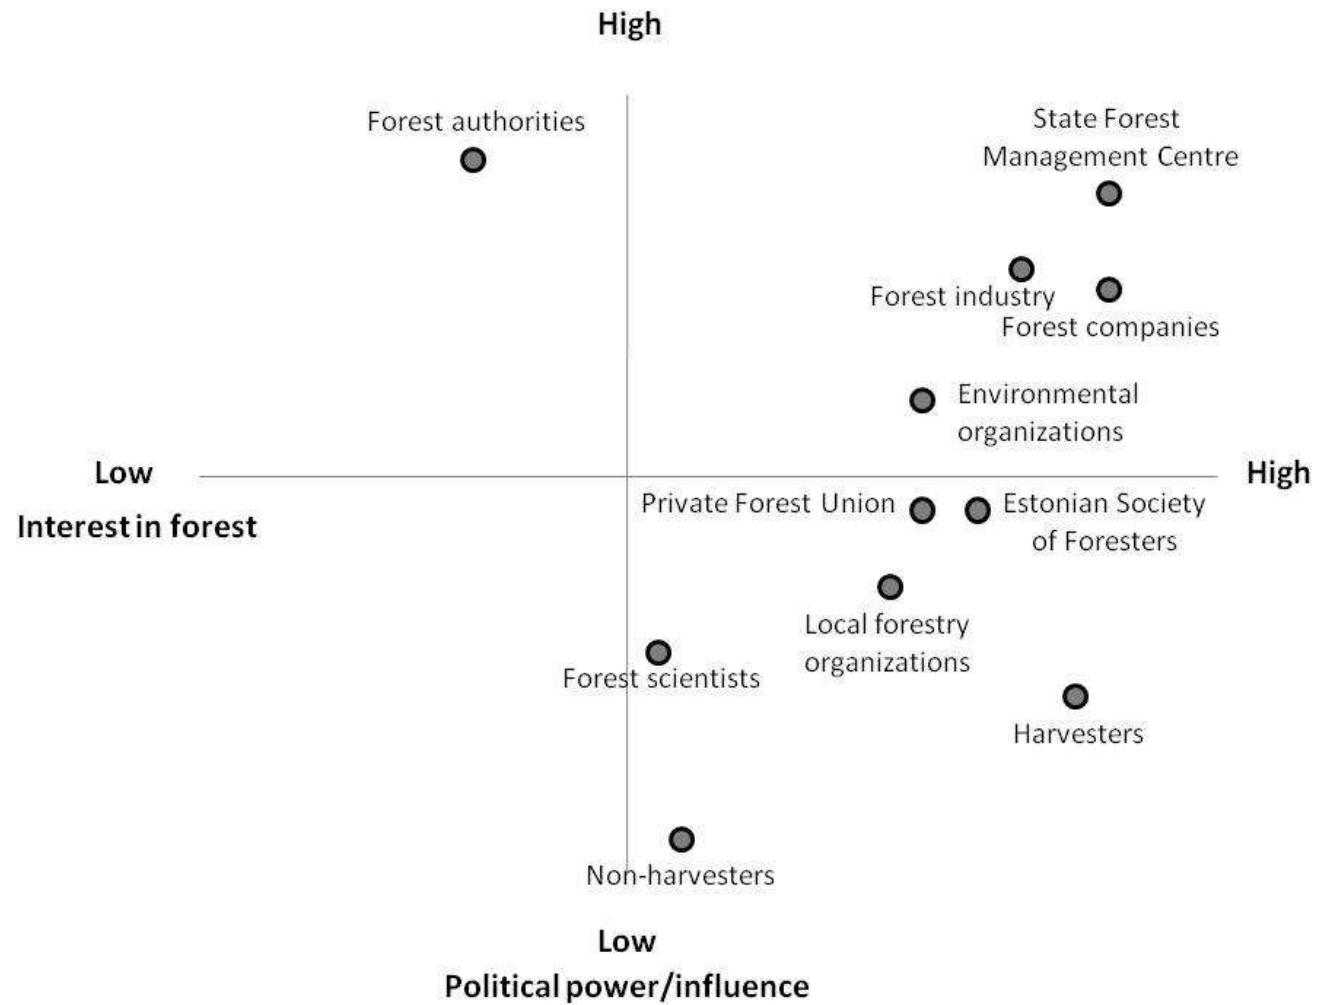 High
Forest authorities
State Forest
Management Centre
Forest industry
Forest companies
Environmental
organizations
Low
High
Interest in forest
Private Forest Union
Estonian Society
of Foresters
Local forestry
organizations
Forest scientists
Harvesters
Non-harvesters
Low
Political power/influence